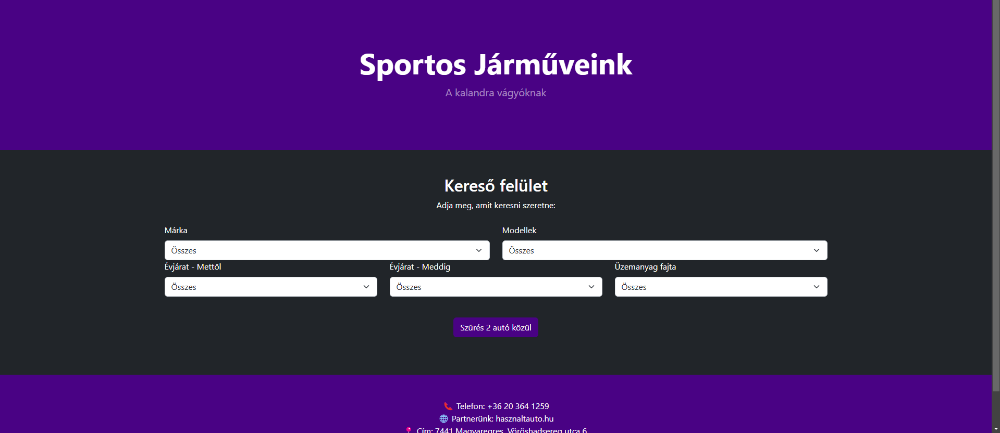 Sportos Járműveink
A kalandra vágyóknak
Kereső felület
Adja meg, amit keresni szeretne:
Márka
Modellek
Összes
Összes
Évjárat - Mettől
Évjárat - Meddig
Üzemanyag fajta
Összes
Összes
Összes
Szűrés 2 autó közül
Telefon: +36 20 364 1259
Partnerünk: hasznaltauto.hu
Cím: 7441 Magyaregres, Vöröshadsereg utca 6